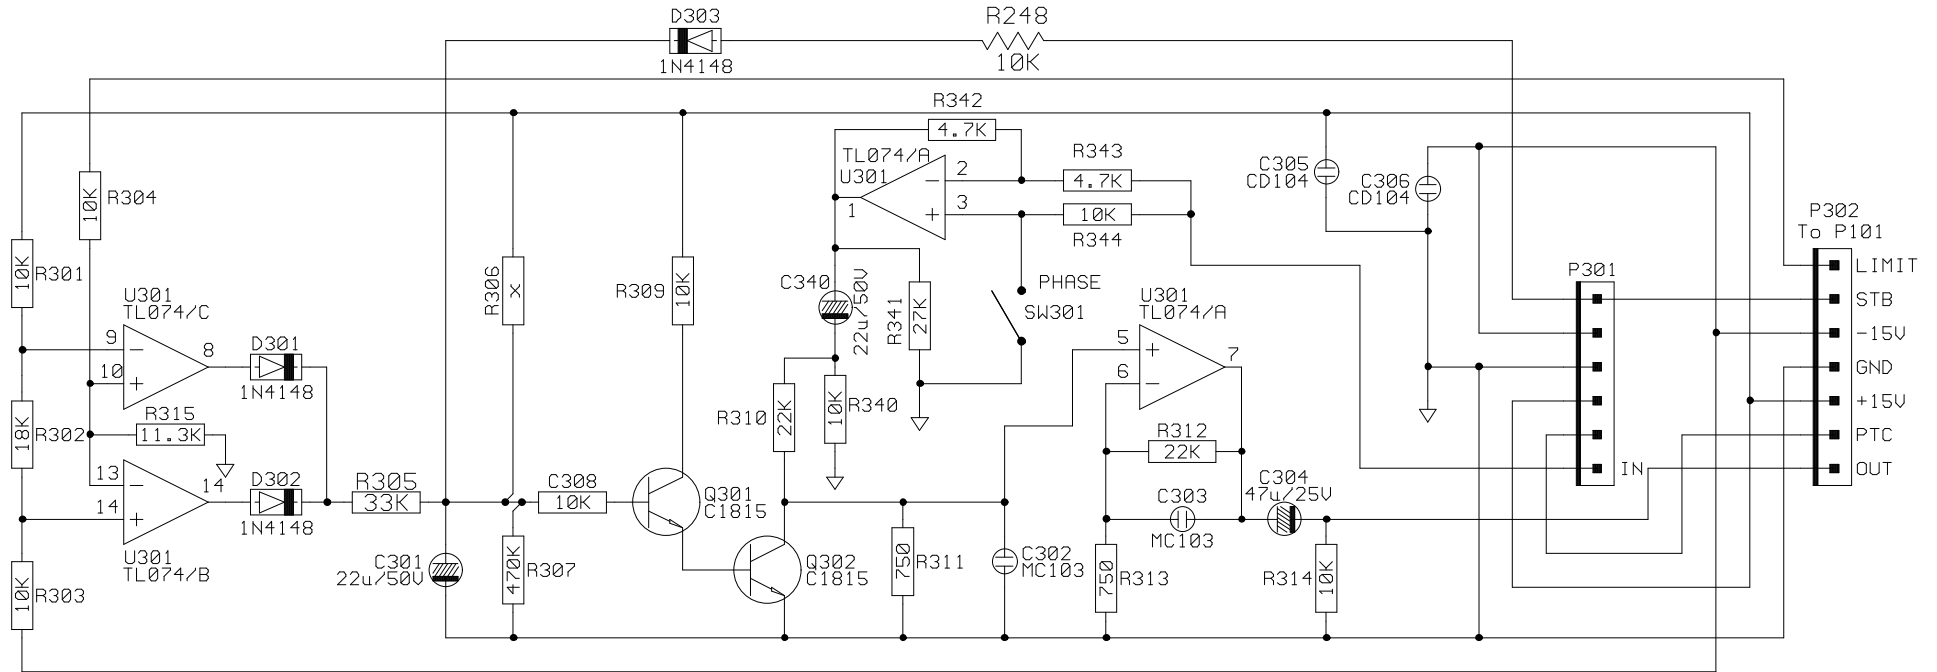 D303
1N4148
R248
10K
R342
4.7K
TL074/A
U301
2
3
1
R343
4.7K
10K
R344
C305
CD104
C306
CD104
P302
To P101
LIMIT
STB
-15V
GND
+15V
PTC
OUT
P301
IN
10K
R304
10K
R301
R306
x
R309
10K
C340
22u/50V
R341
27K
PHASE
SW301
U301
TL074/A
5
6
7
U301
TL074/C
9
10
8
D301
1N4148
R315
11.3K
18K
R302
13
14
14
D302
1N4148
U301
TL074/B
R305
33K
C308
10K
R310
22K
10K
R340
R312
22K
Q301
C1815
C303
MC103
C304
47u/25V
C301
22u/50V
470K
R307
Q302
C1815
750
R311
C302
MC103
750
R313
R314
10K
10K
R303